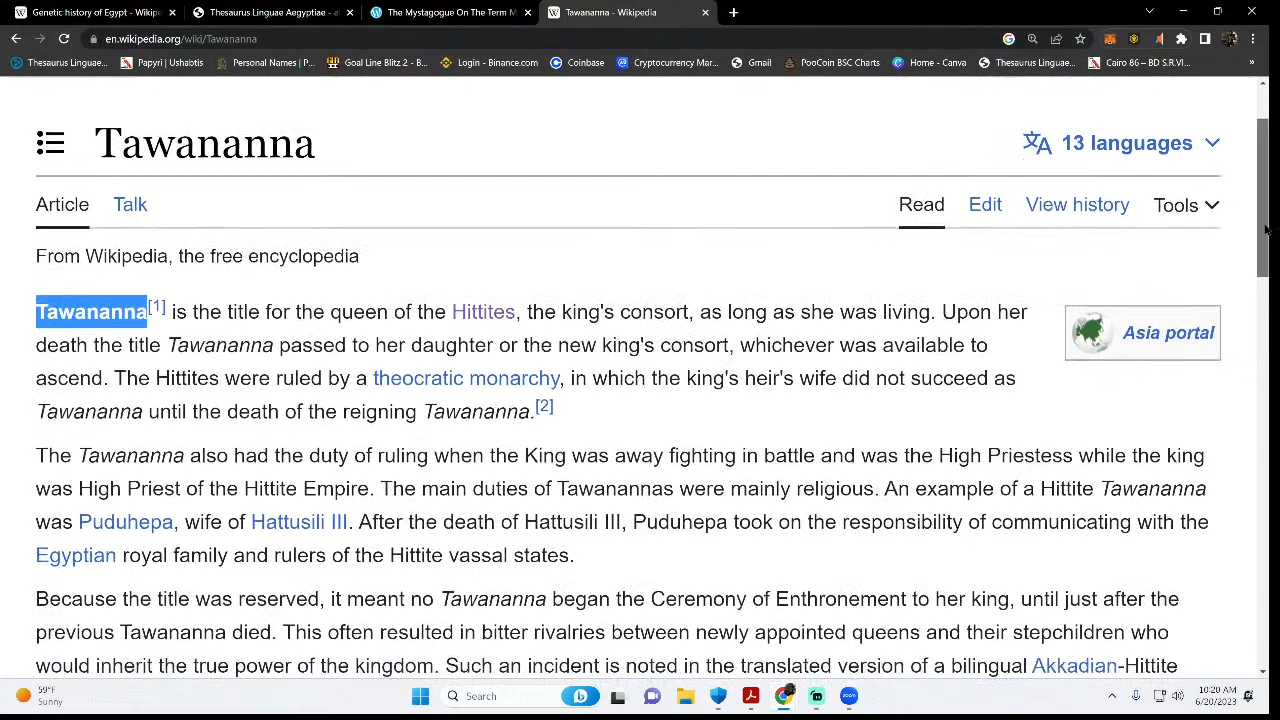 Genetic history of Egypt - Wikip
Thesaurus Linguae Aegyptiae - a
The Mystagogue On The Term M
Tawananna - Wikipedia
en.wikipedia.org/wiki/Tawananna
Thesaurus Linguae...
Papyri | Ushabtis
Personal Names | P...
Goal Line Blitz 2 - B...
Login - Binance.com
Coinbase
Cryptocurrency Mar...
Gmail
PooCoin BSC Charts
Home - Canva
Thesaurus Linguae...
Cairo 86 – BD S.R.VI...
Tawananna
13 languages
Article
Talk
Read
Edit
View history
Tools
From Wikipedia, the free encyclopedia
Tawananna[1] is the title for the queen of the Hittites, the king's consort, as long as she was living. Upon her
death the title Tawananna passed to her daughter or the new king's consort, whichever was available to
ascend. The Hittites were ruled by a theocratic monarchy, in which the king's heir's wife did not succeed as
Tawananna until the death of the reigning Tawananna.[2]
Asia portal
The Tawananna also had the duty of ruling when the King was away fighting in battle and was the High Priestess while the king
was High Priest of the Hittite Empire. The main duties of Tawanannas were mainly religious. An example of a Hittite Tawananna
was Puduhepa, wife of Hattusili III. After the death of Hattusili III, Puduhepa took on the responsibility of communicating with the
Egyptian royal family and rulers of the Hittite vassal states.
Because the title was reserved, it meant no Tawananna began the Ceremony of Enthronement to her king, until just after the
previous Tawananna died. This often resulted in bitter rivalries between newly appointed queens and their stepchildren who
would inherit the true power of the kingdom. Such an incident is noted in the translated version of a bilingual Akkadian-Hittite
59°F
Sunny
Search
zoom
10:20 AM
6/20/2023